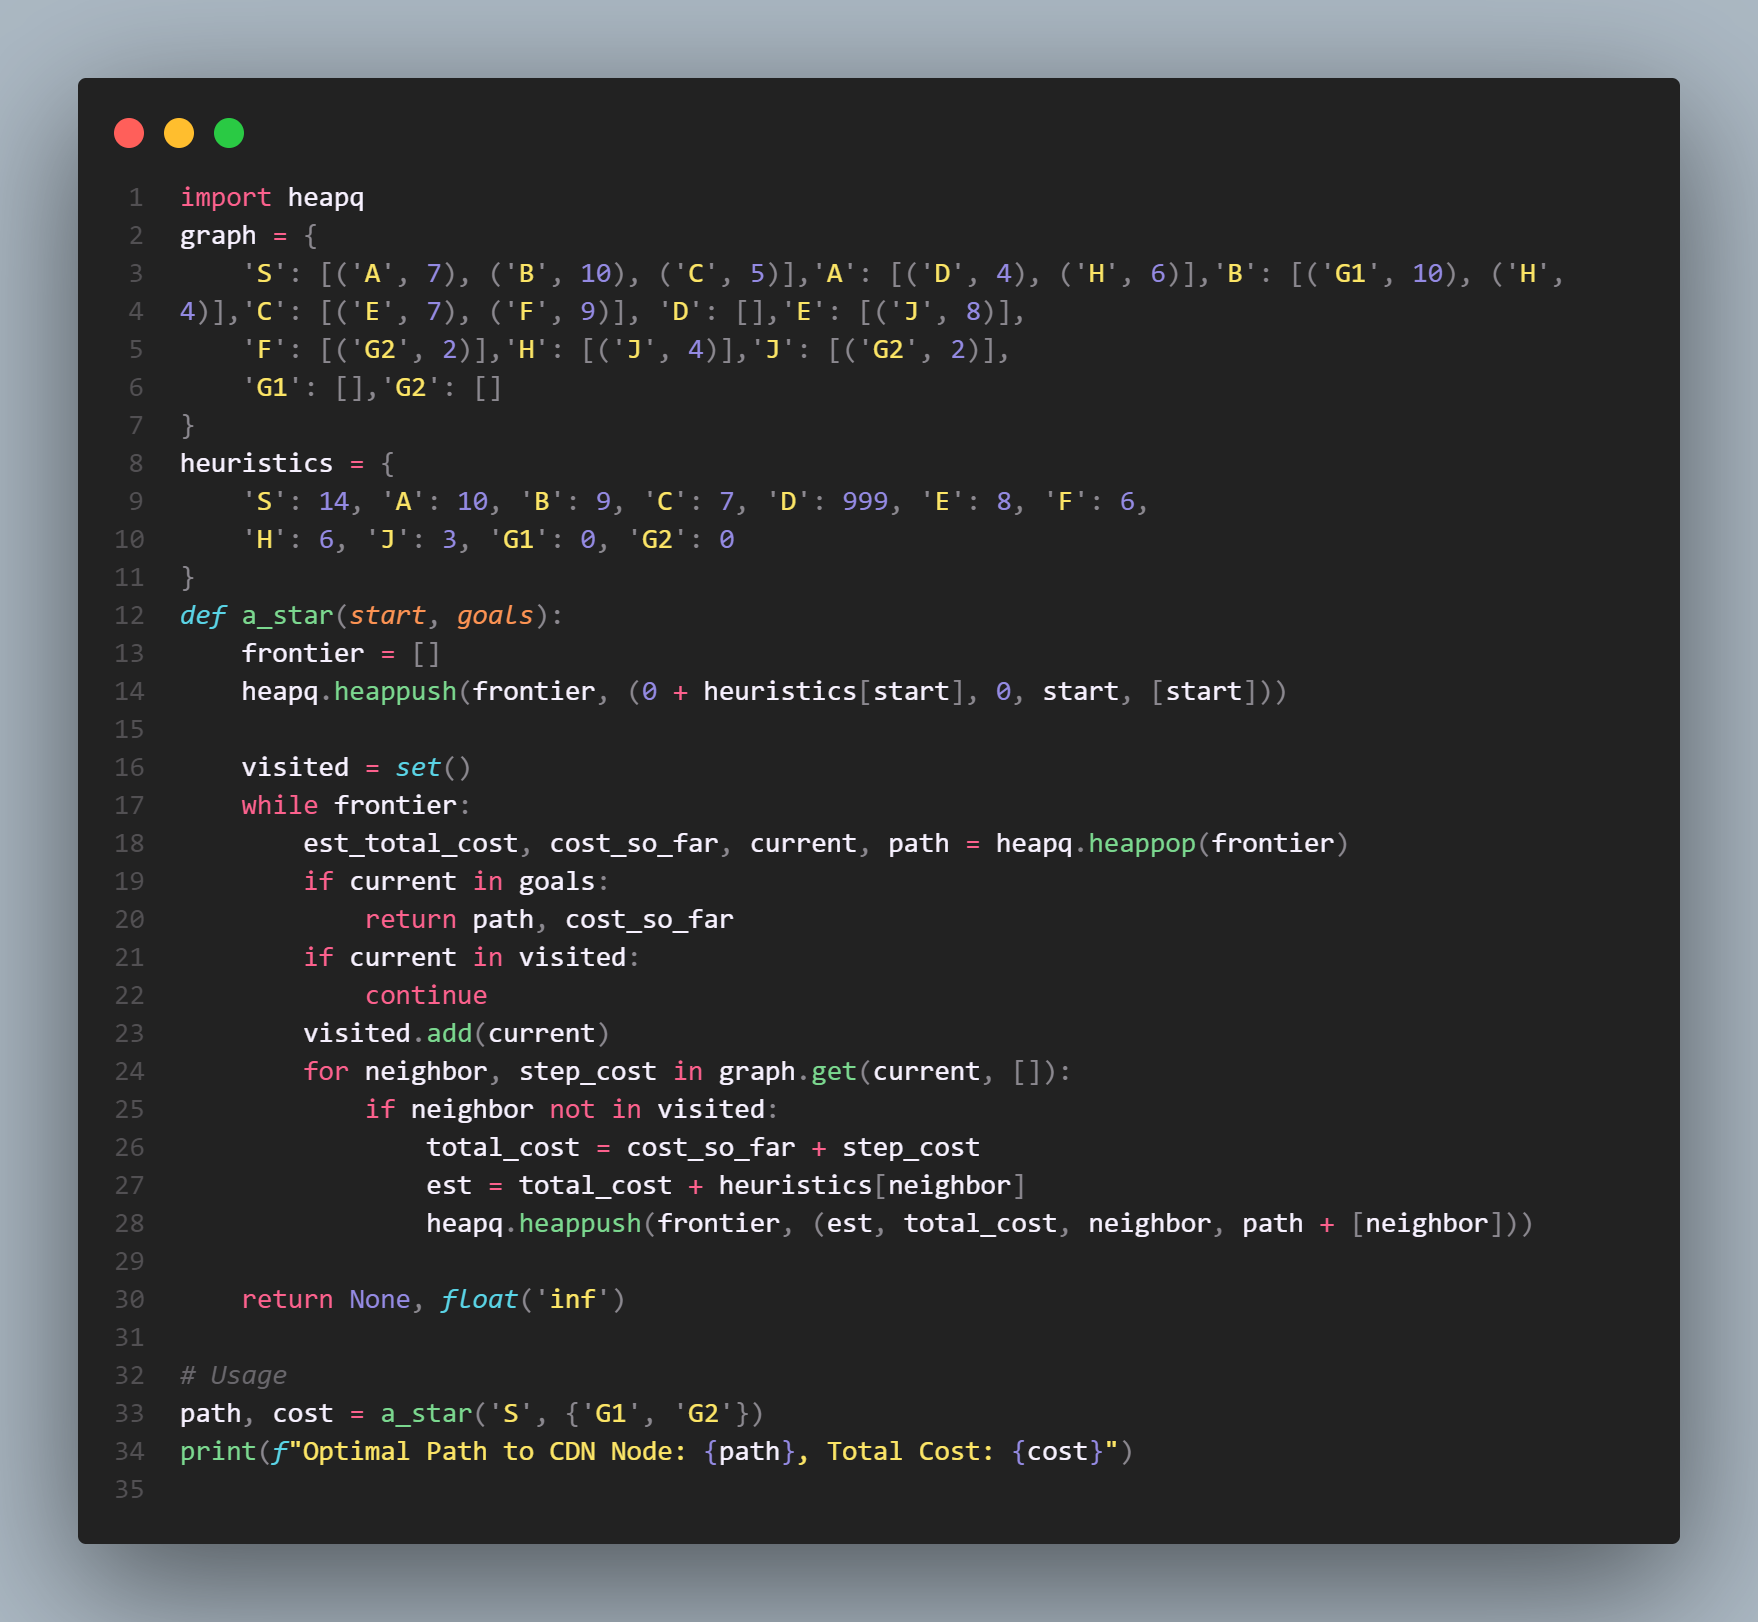 1 import heapq
2 graph = {
3     'S': [('A', 7), ('B', 10), ('C', 5)],'A': [('D', 4), ('H', 6)],'B': [('G1', 10), ('H',
4 4)],'C': [('E', 7), ('F', 9)], 'D': [],'E': [('J', 8)],
5     'F': [('G2', 2)],'H': [('J', 4)],'J': [('G2', 2)],
6     'G1': [],'G2': []
7 }
8 heuristics = {
9     'S': 14, 'A': 10, 'B': 9, 'C': 7, 'D': 999, 'E': 8, 'F': 6,
10     'H': 6, 'J': 3, 'G1': 0, 'G2': 0
11 }
12 def a_star(start, goals):
13     frontier = []
14     heapq.heappush(frontier, (0 + heuristics[start], 0, start, [start]))
15
16     visited = set()
17     while frontier:
18         est_total_cost, cost_so_far, current, path = heapq.heappop(frontier)
19         if current in goals:
20             return path, cost_so_far
21         if current in visited:
22             continue
23         visited.add(current)
24         for neighbor, step_cost in graph.get(current, []):
25             if neighbor not in visited:
26                 total_cost = cost_so_far + step_cost
27                 est = total_cost + heuristics[neighbor]
28                 heapq.heappush(frontier, (est, total_cost, neighbor, path + [neighbor]))
29
30     return None, float('inf')
31
32 # Usage
33 path, cost = a_star('S', {'G1', 'G2'})
34 print(f"Optimal Path to CDN Node: {path}, Total Cost: {cost}")
35